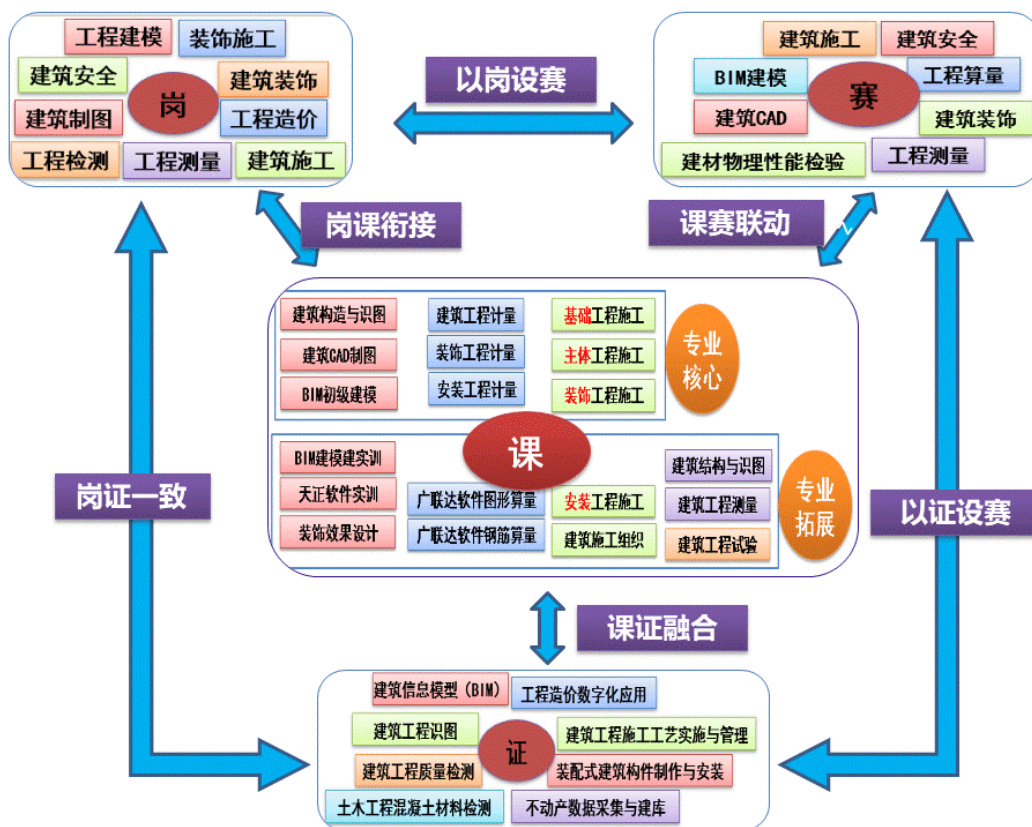 工程建模 装饰施工
建筑安全 建筑装饰
岗
建筑制图 工程造价
工程检测 工程测量 建筑施工
以岗设赛
建筑施工 建筑安全
BIM建模 工程算量
赛
建筑CAD 建筑装饰
建材物理性能检验 工程测量
岗课衔接
课赛联动
建筑构造与识图 建筑工程计量 基础工程施工
建筑CAD制图 装饰工程计量 主体工程施工
BIM初级建模 安装工程计量 装饰工程施工
专业
核心
课
BIM建模建实训 建筑结构与识图
天正软件实训 广联达软件图形算量 安装工程施工 建筑工程测量
装饰效果设计 广联达软件钢筋算量 建筑施工组织 建筑工程试验
专业
拓展
岗证一致
以证设赛
课证融合
建筑信息模型（BIM） 工程造价数字化应用
建筑工程识图 建筑工程施工工艺实施与管理
证
建筑工程质量检测 装配式建筑构件制作与安装
土木工程混凝土材料检测 不动产数据采集与建库